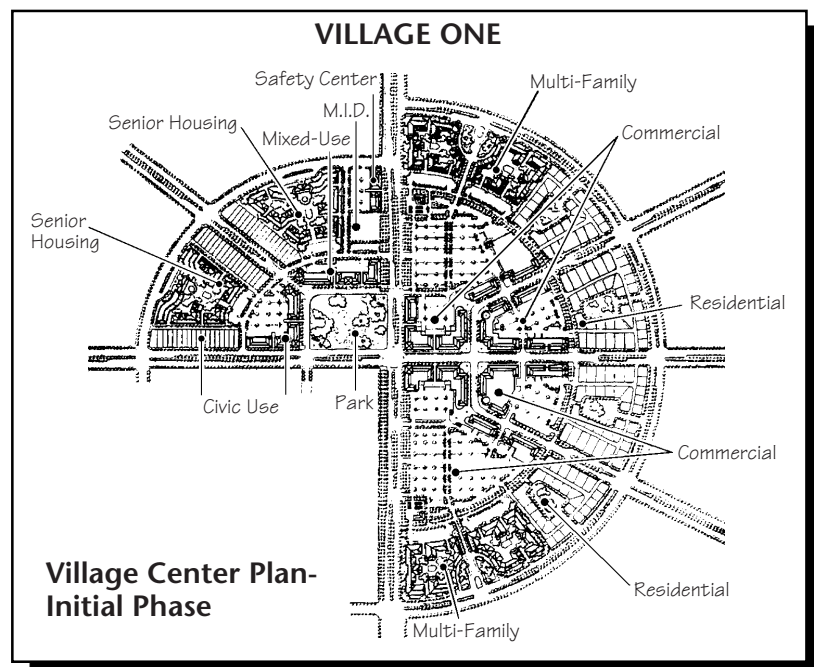 VILLAGE ONE
Safety Center
Multi-Family
M.I.D.
Commercial
Senior Housing
Mixed-Use
Senior
Housing
Residential
Civic Use
Park
Commercial
Village Center Plan-
Initial Phase
Residential
Multi-Family